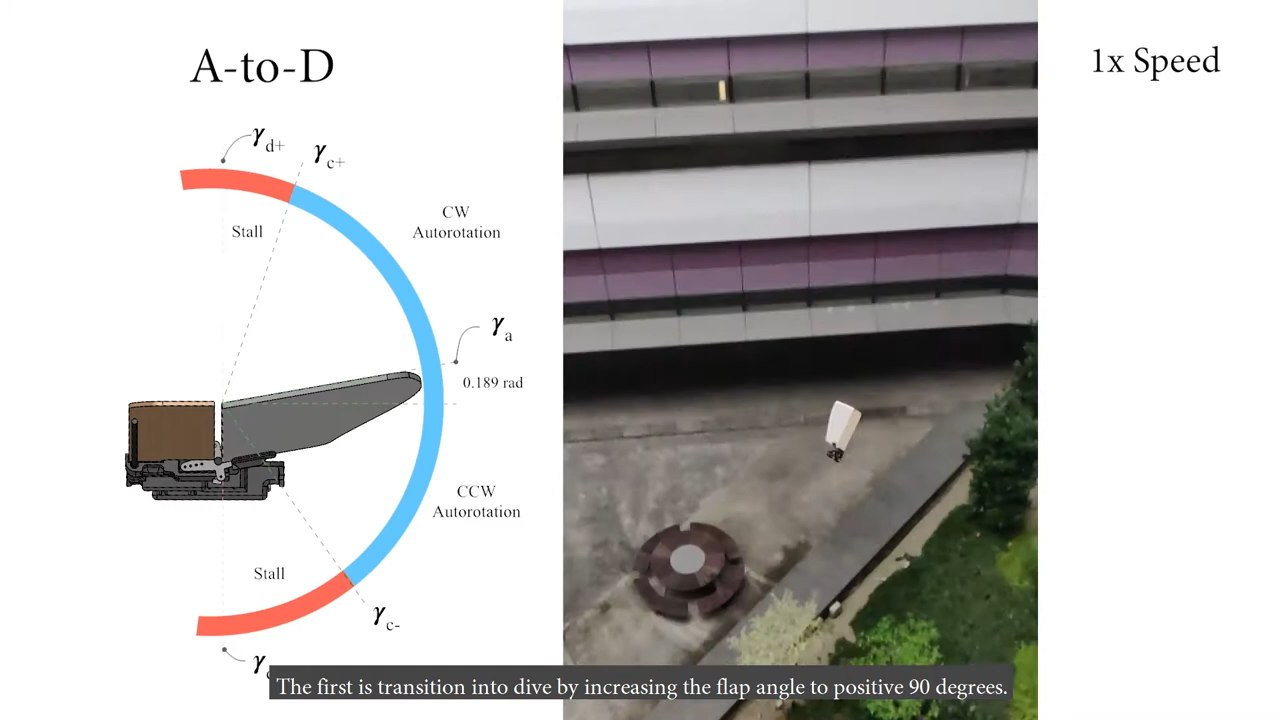 A-to-D
1x Speed
γd+
γc+
Stall
CW
Autorotation
γa
0.189 rad
CCW
Autorotation
Stall
γc-
γ
The first is transition into dive by increasing the flap angle to positive 90 degrees.